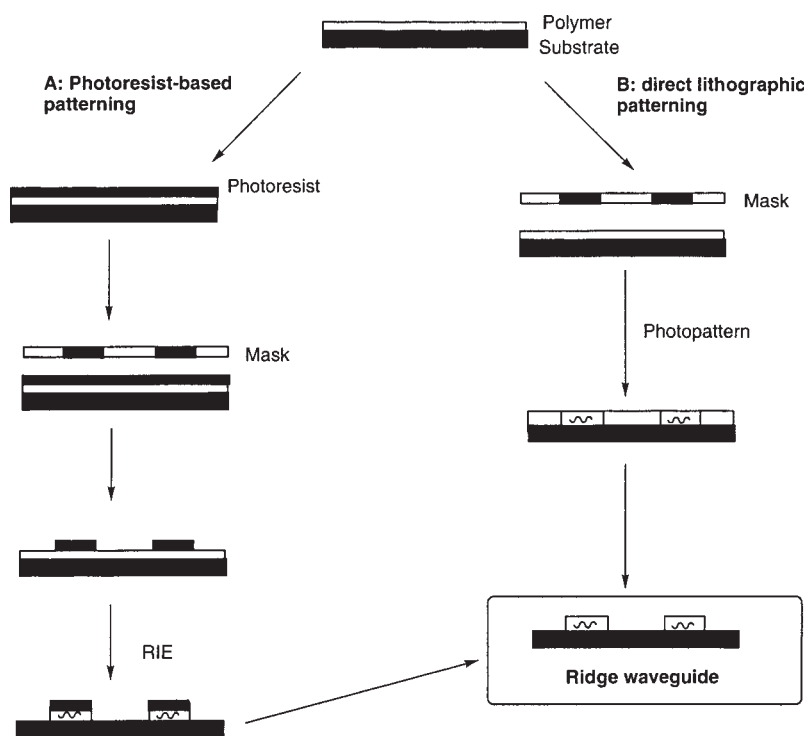 Polymer
Substrate
A: Photoresist-based
patterning
B: direct lithographic
patterning
Photoresist
Mask
Photopattern
Mask
RIE
Ridge waveguide